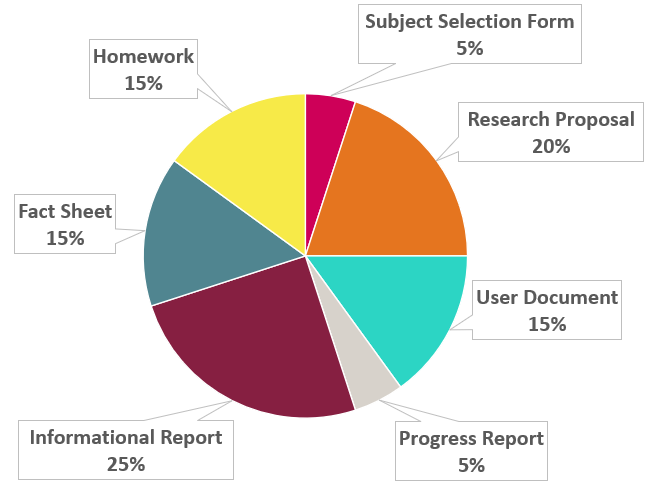 Subject Selection Form
5%
Homework
15%
Research Proposal
20%
Fact Sheet
15%
User Document
15%
Informational Report
25%
Progress Report
5%